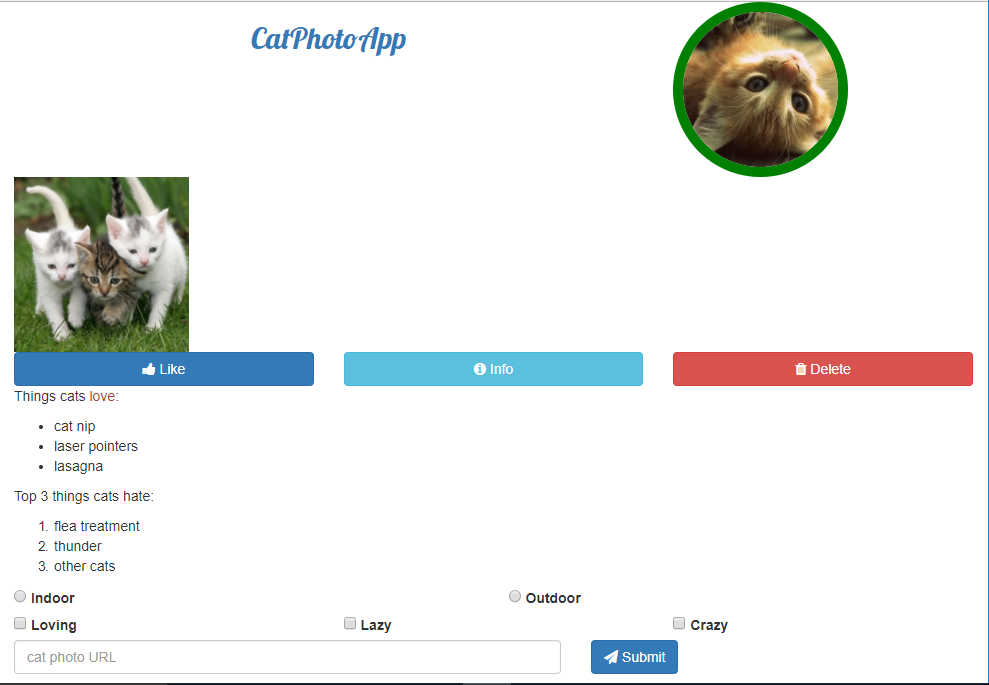 CatPhotoApp
Like Info Delete
Things cats love:
cat nip
laser pointers
lasagna
Top 3 things cats hate:
1. flea treatment
2. thunder
3. other cats
Indoor Outdoor
Loving Lazy Crazy
cat photo URL Submit